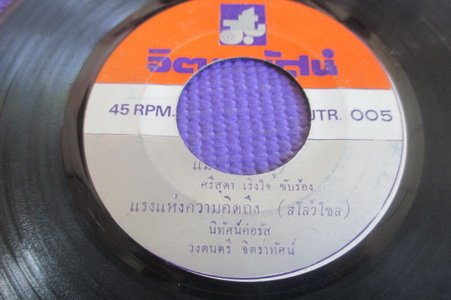 จ.ท
45 RPM. JTR. 005
ศรีสุดา เริงใจ ขับร้อง
แรงแห่งความคิดถึง (สโลว์โซล)
นิทัศน์คอรัส
วงดนตรี จิตราทัศน์